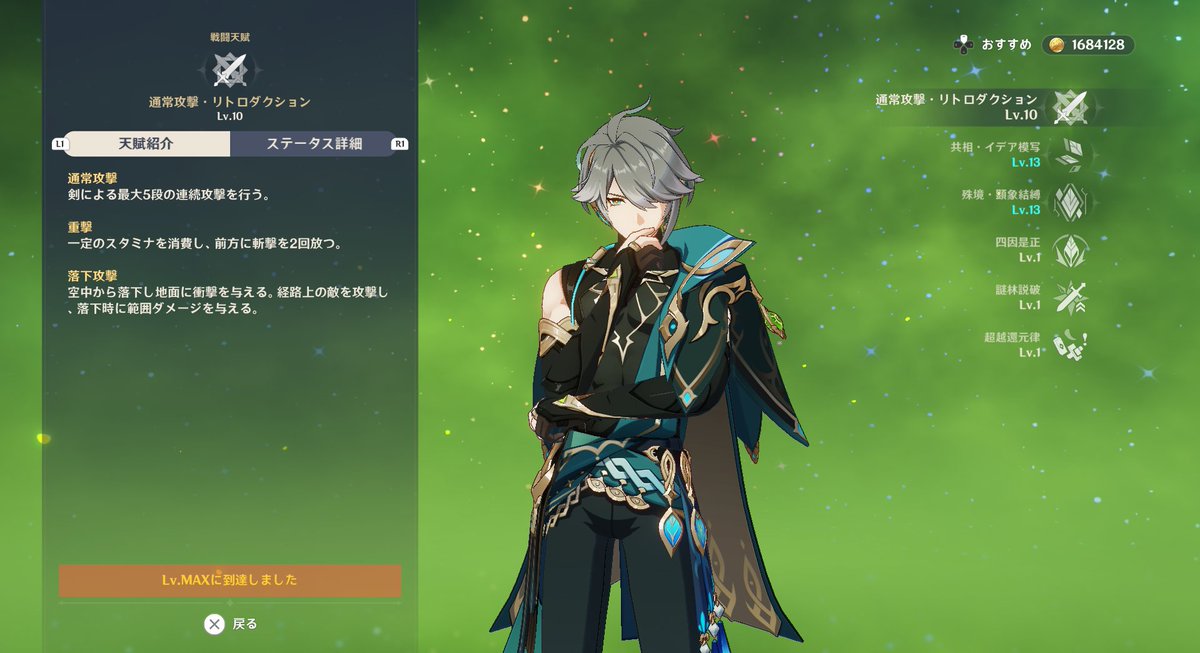 戦闘天賦
通常攻撃・リトロダクション
Lv.10
L1
天賦紹介
ステータス詳細
R1
通常攻撃
剣による最大5段の連続攻撃を行う。
重撃
一定のスタミナを消費し、前方に斬撃を2回放つ。
落下攻撃
空中から落下し地面に衝撃を与える。経路上の敵を攻撃し
、落下時に範囲ダメージを与える。
Lv.MAXに到達しました
戻る
おすすめ
1684128
通常攻撃・リトロダクション
Lv.10
共相・イデア模写
Lv.13
殊境・顕象結縛
Lv.13
四因是正
Lv.1
謎林説破
Lv.1
超越還元律
Lv.1